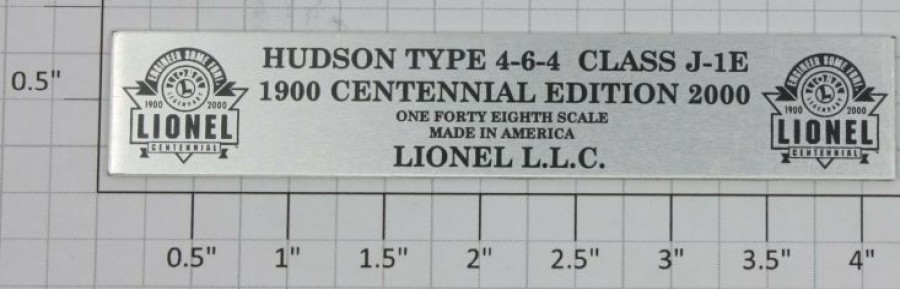 HUDSON TYPE 4-6-4 CLASS J-1E
1900 CENTENNIAL EDITION 2000
ONE FORTY EIGHTH SCALE
MADE IN AMERICA
LIONEL L.L.C.
1900 2000
LIONEL
CENTENNIAL
1900 2000
LIONEL
CENTENNIAL
0.5"
0.5" 1" 1.5" 2" 2.5" 3" 3.5" 4"